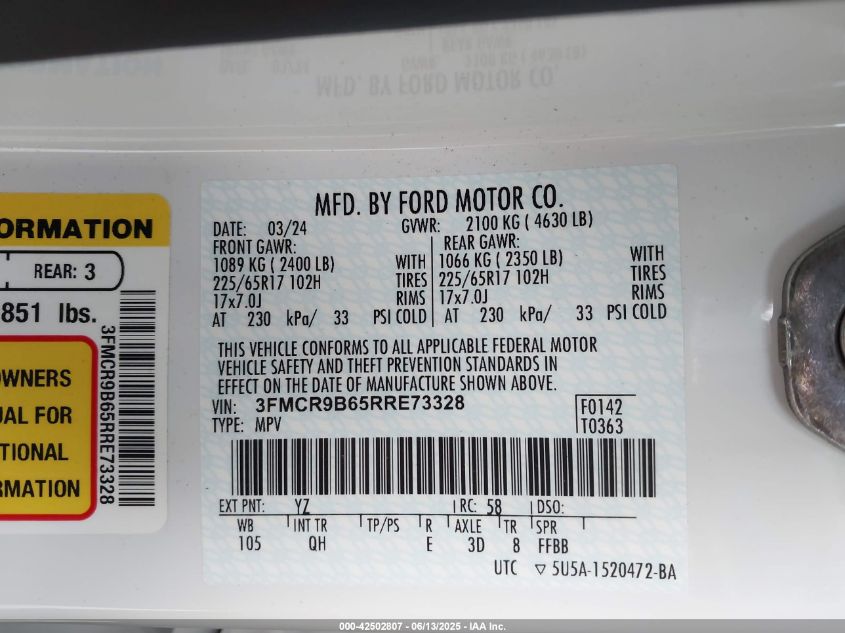 MFD. BY FORD MOTOR CO.
DATE: 03/24 GVWR: 2100 KG ( 4630 LB)
FRONT GAWR: REAR GAWR:
1089 KG ( 2400 LB) WITH 1066 KG ( 2350 LB) WITH
225/65R17 102H TIRES 225/65R17 102H TIRES
17x7.0J RIMS 17x7.0J RIMS
AT 230 kPa/ 33 PSI COLD AT 230 kPa/ 33 PSI COLD
THIS VEHICLE CONFORMS TO ALL APPLICABLE FEDERAL MOTOR
VEHICLE SAFETY AND THEFT PREVENTION STANDARDS IN
EFFECT ON THE DATE OF MANUFACTURE SHOWN ABOVE.
VIN: 3FMCR9B65RRE73328 F0142
TYPE: MPV T0363
EXT PNT: YZ RC: 58 DSO:
WB INT TR TP/PS R AXLE TR SPR
105 QH E 3D 8 FFBB
UTC ▽ 5U5A-1520472-BA
ORMATION
REAR: 3
851 lbs.
OWNERS
UAL FOR
TIONAL
RMATION
3FMCR9B65RRE73328
MFD. BY FORD MOTOR CO.
000-42502807 - 06/13/2025 - IAA Inc.